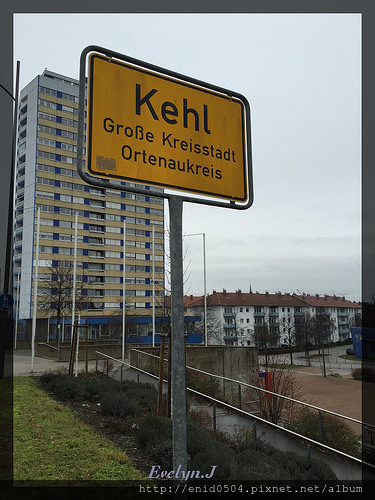 Kehl
Große Kreisstadt
Ortenaukreis
Evelyn.J
http://enid0504.pixnet.net/album